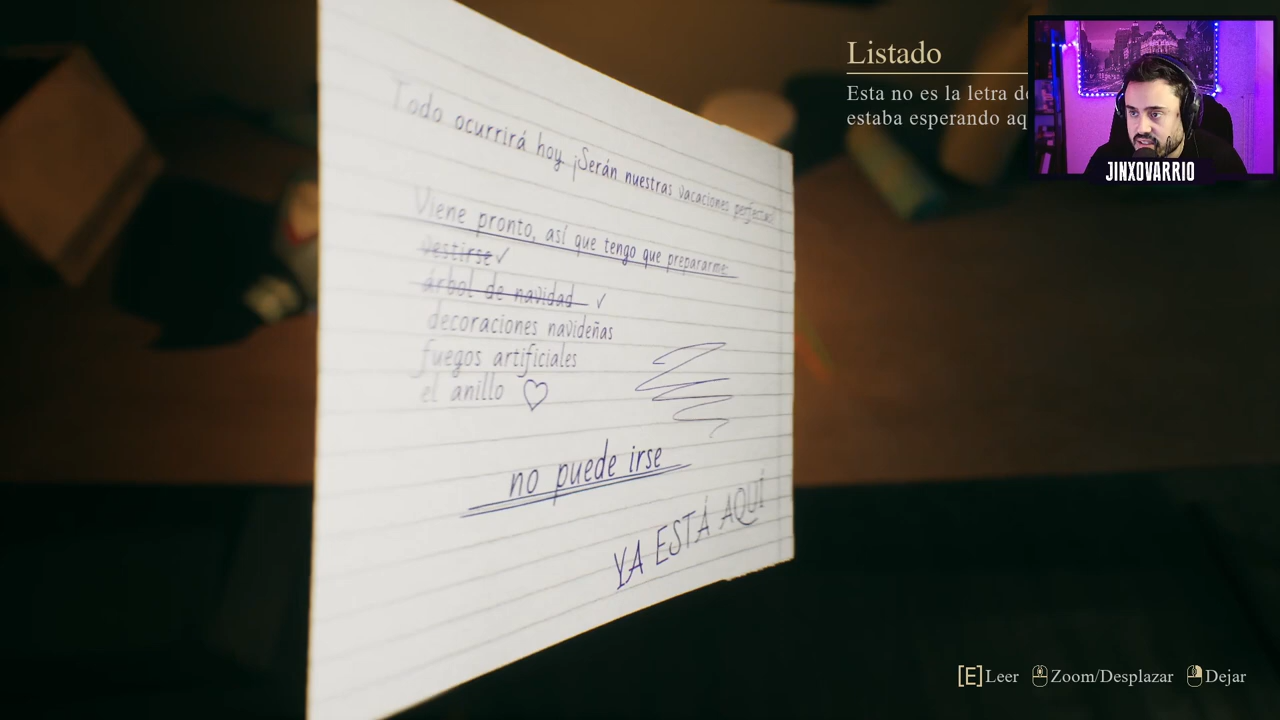 Listado
Esta no es la letra de
estaba esperando aq
JINXOVARRIO
Todo ocurrirá hoy ¡Serán nuestras vacaciones perfectas!
Viene pronto, así que tengo que prepararme:
vestirse ✓
árbol de navidad ✓
decoraciones navideñas
fuegos artificiales
el anillo ♡
no puede irse
YA ESTÁ AQUÍ
[E] Leer Zoom/Desplazar Dejar